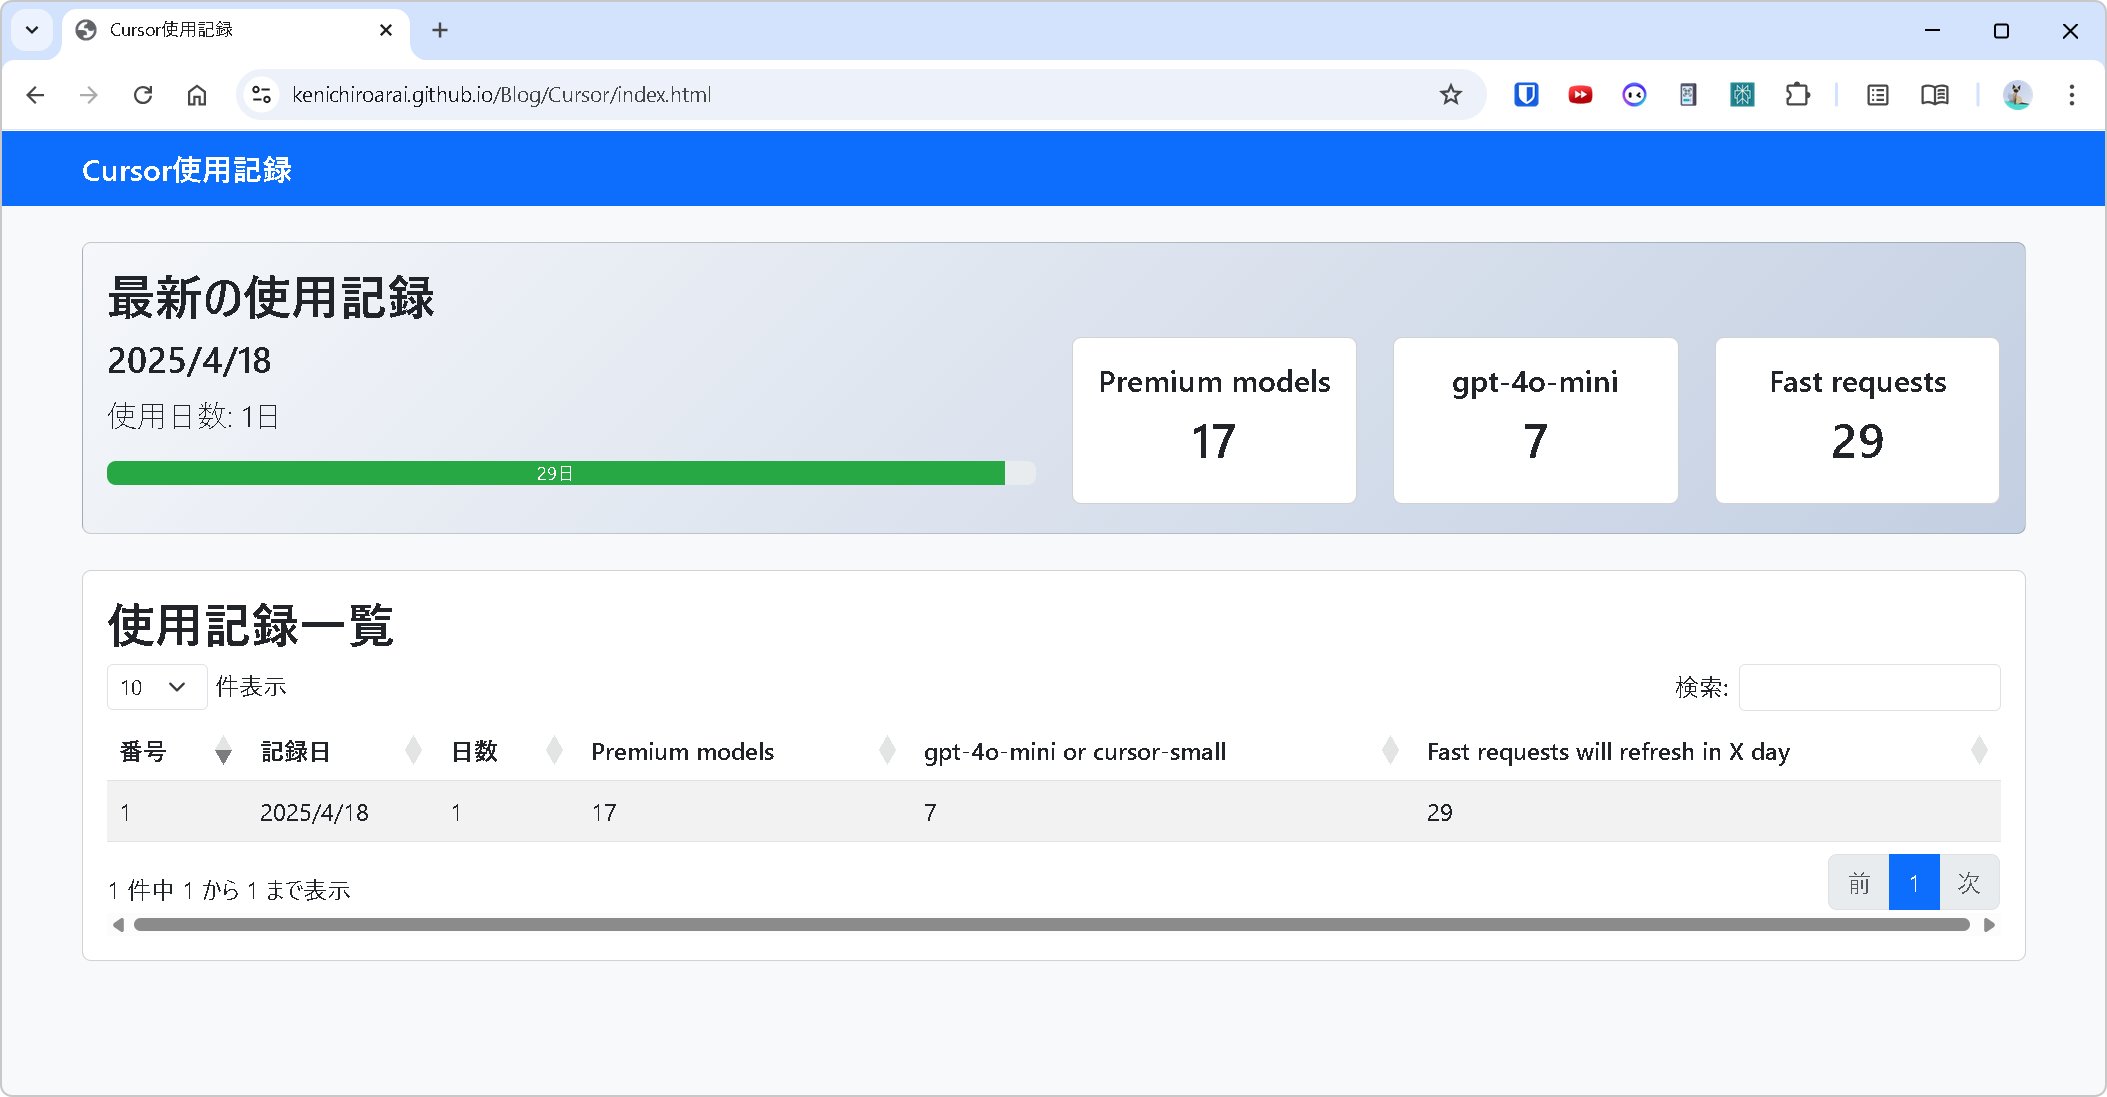 Cursor使用記録
kenichiroarai.github.io/Blog/Cursor/index.html
Cursor使用記録
最新の使用記録
2025/4/18
使用日数: 1日
29日
Premium models
17
gpt-4o-mini
7
Fast requests
29
使用記録一覧
10 件表示
検索:
番号 記録日 日数 Premium models gpt-4o-mini or cursor-small Fast requests will refresh in X day
1 2025/4/18 1 17 7 29
1 件中 1 から 1 まで表示
前 1 次